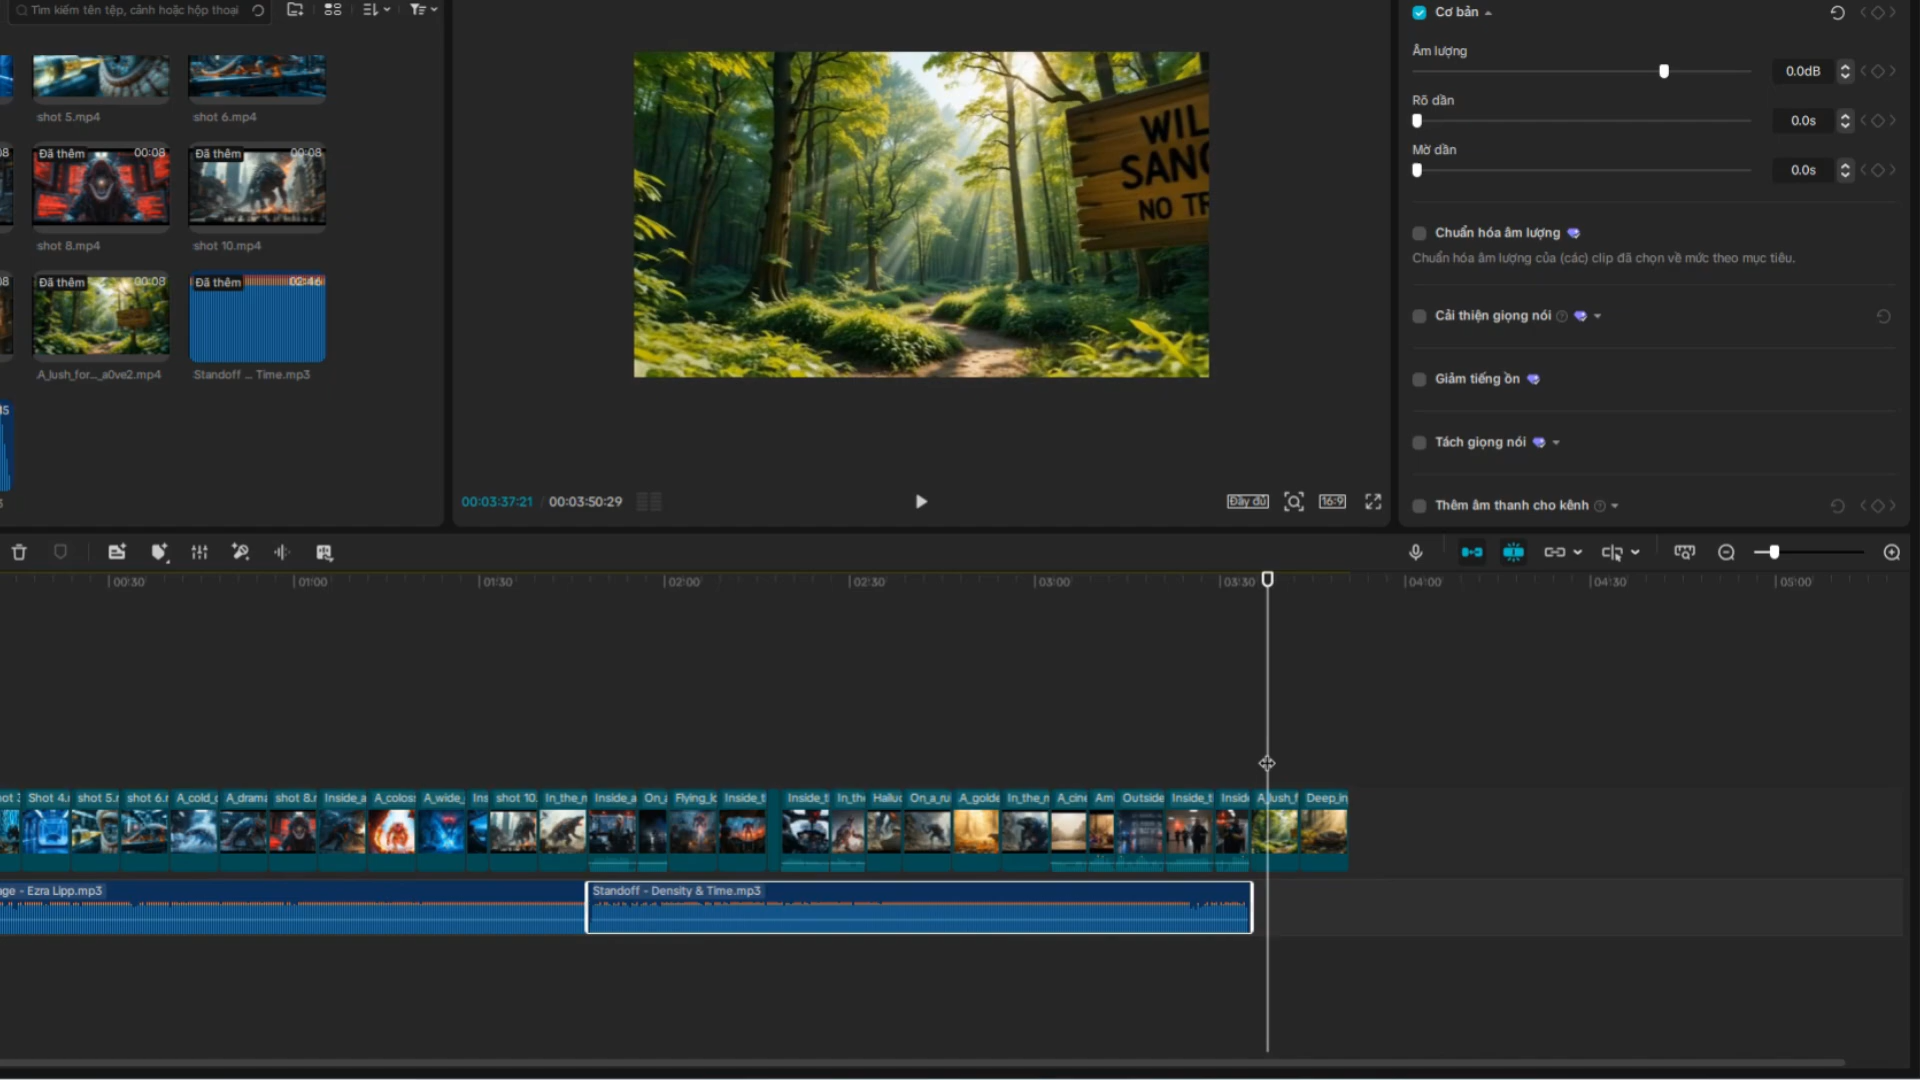 Tìm kiếm tên tệp, cảnh hoặc hộp thoại
shot 5.mp4
shot 6.mp4
Đã thêm 00:08
Đã thêm 00:08
shot 8.mp4
shot 10.mp4
Đã thêm 00:08
Đã thêm 02:46
A_lush_for..._a0ve2.mp4
Standoff ... Time.mp3
WIL
SANC
NO TR
00:03:37:21 / 00:03:50:29
Đầy đủ
16:9
Cơ bản
Âm lượng
0.0dB
Rõ dần
0.0s
Mờ dần
0.0s
Chuẩn hóa âm lượng
Chuẩn hóa âm lượng của (các) clip đã chọn về mức theo mục tiêu.
Cải thiện giọng nói
Giảm tiếng ồn
Tách giọng nói
Thêm âm thanh cho kênh
00:30 01:00 01:30 02:00 02:30 03:00 03:30 04:00 04:30 05:00
Shot 4.r shot 5.r shot 6.r A_cold_c A_drama shot 8.r Inside_a A_colos A_wide_ Ins shot 10. In_the_n Inside_a On_a Flying_lo Inside_t Inside_t In_the Halluc On_a_ru A_golde In_the_n A_cine Am Outside Inside_t Insid A_lush_f Deep_in
age - Ezra Lipp.mp3
Standoff - Density & Time.mp3